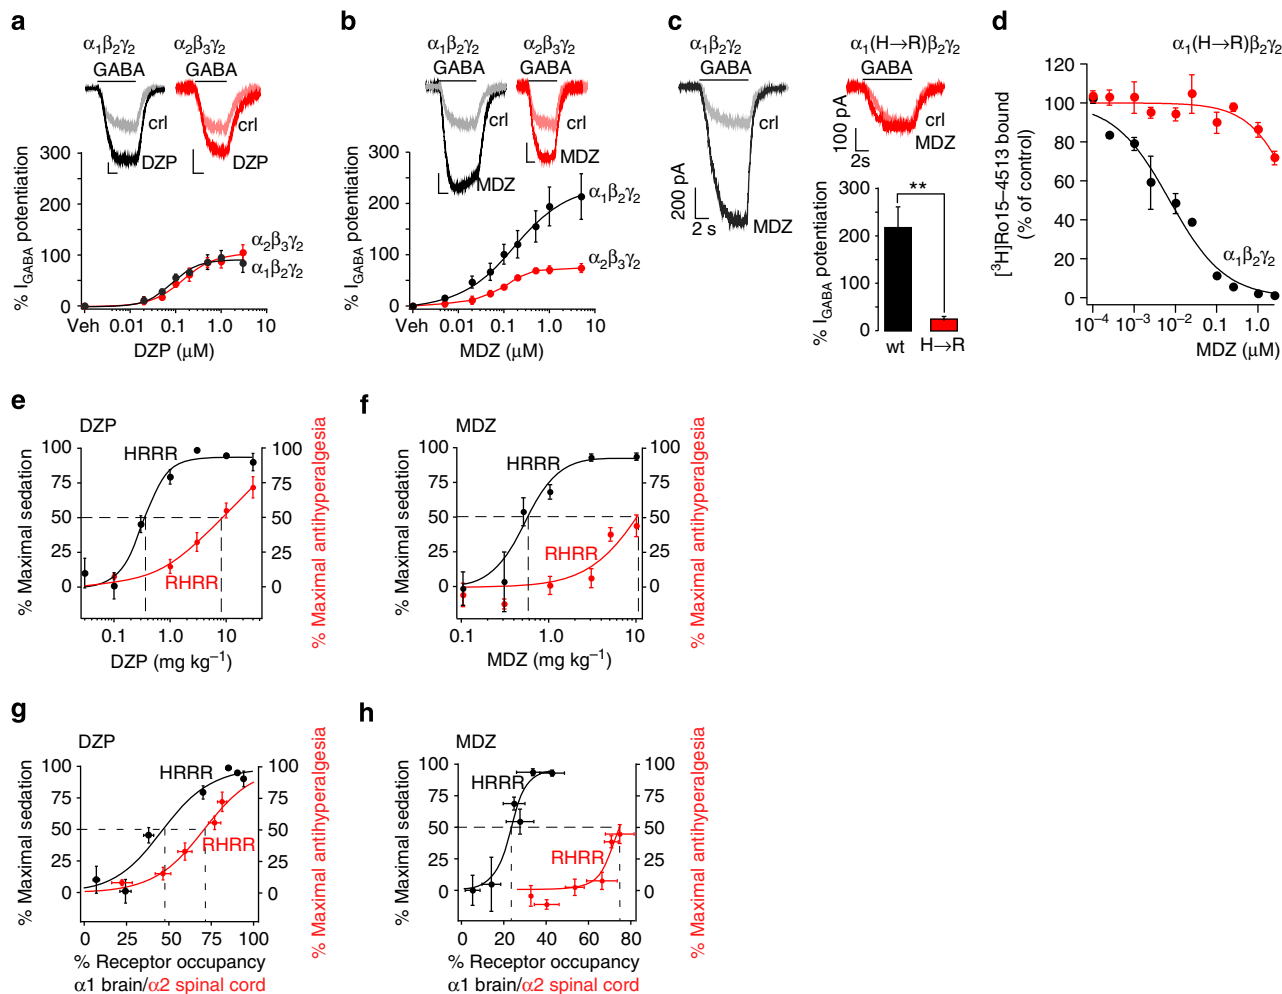 a
α1β2γ2
α2β3γ2
GABA
GABA
crl
crl
DZP
DZP
300
200
100
0
% IGABA potentiation
α2β3γ2
α1β2γ2
Veh
0.01
0.1
1.0
10
DZP (μM)
b
α1β2γ2
α2β3γ2
GABA
GABA
crl
crl
MDZ
MDZ
300
200
100
0
% IGABA potentiation
α1β2γ2
α2β3γ2
Veh
0.01
0.1
1.0
10
MDZ (μM)
c
α1β2γ2
α1(H→R)β2γ2
GABA
GABA
crl
crl
MDZ
MDZ
200 pA
2 s
100 pA
2s
300
200
100
0
% IGABA potentiation
**
wt
H→R
d
α1(H→R)β2γ2
120
100
80
60
40
20
0
[3H]Ro15–4513 bound
(% of control)
α1β2γ2
10−4
10−3
10−2
0.1
1.0
MDZ (μM)
e
DZP
HRRR
RHRR
100
75
50
25
0
% Maximal sedation
100
75
50
25
0
% Maximal antihyperalgesia
0.1
1.0
10
DZP (mg kg−1)
f
MDZ
HRRR
RHRR
100
75
50
25
0
% Maximal sedation
100
75
50
25
0
% Maximal antihyperalgesia
0.1
1.0
10
MDZ (mg kg−1)
g
DZP
HRRR
RHRR
100
75
50
25
0
% Maximal sedation
100
75
50
25
0
% Maximal antihyperalgesia
0
25
50
75
100
% Receptor occupancy
α1 brain/α2 spinal cord
h
MDZ
HRRR
RHRR
100
75
50
25
0
% Maximal sedation
100
75
50
25
0
% Maximal antihyperalgesia
0
20
40
60
80
% Receptor occupancy
α1 brain/α2 spinal cord